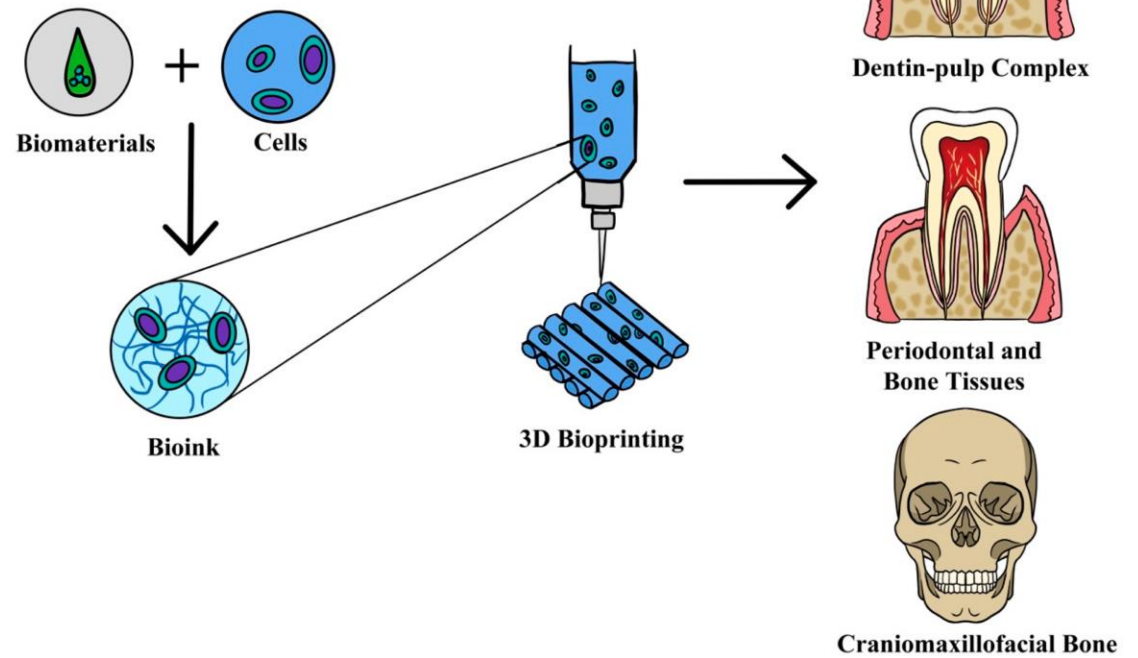 Biomaterials
+
Cells
Bioink
3D Bioprinting
Dentin-pulp Complex
Periodontal and
Bone Tissues
Craniomaxillofacial Bone